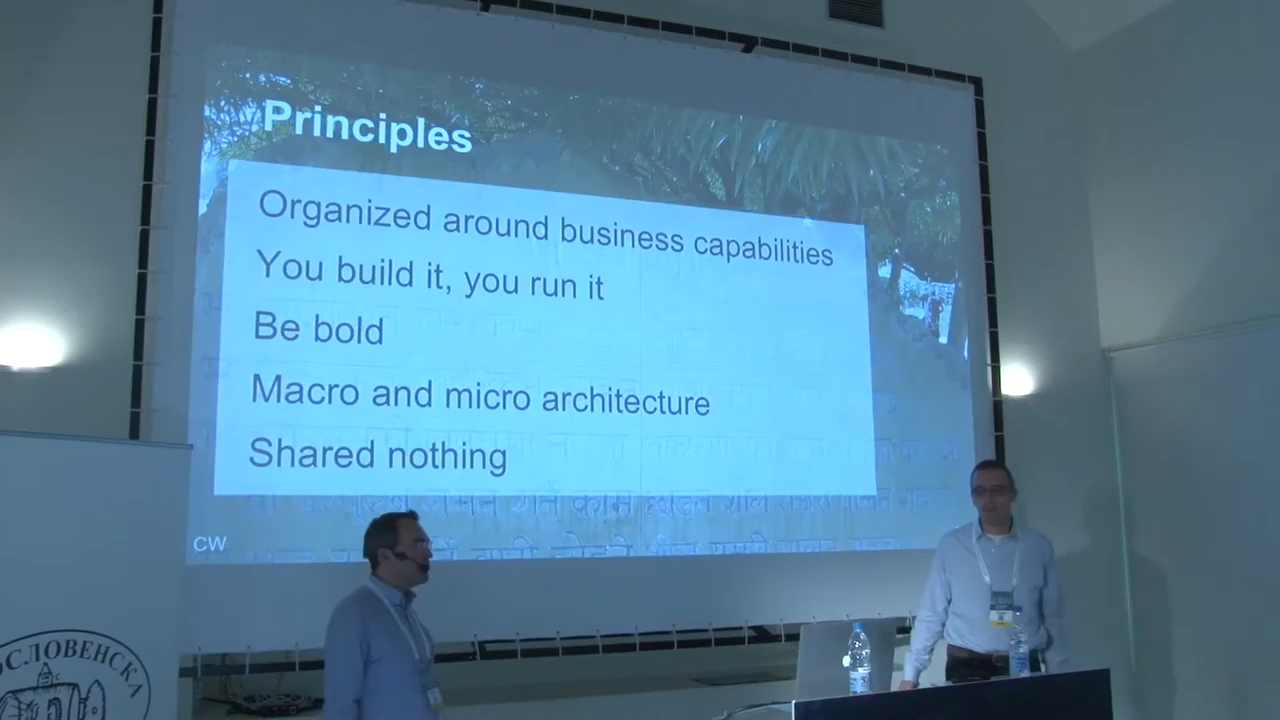 Principles
Organized around business capabilities
You build it, you run it
Be bold
Macro and micro architecture
Shared nothing
CW
ОСЛОВЕНСКА